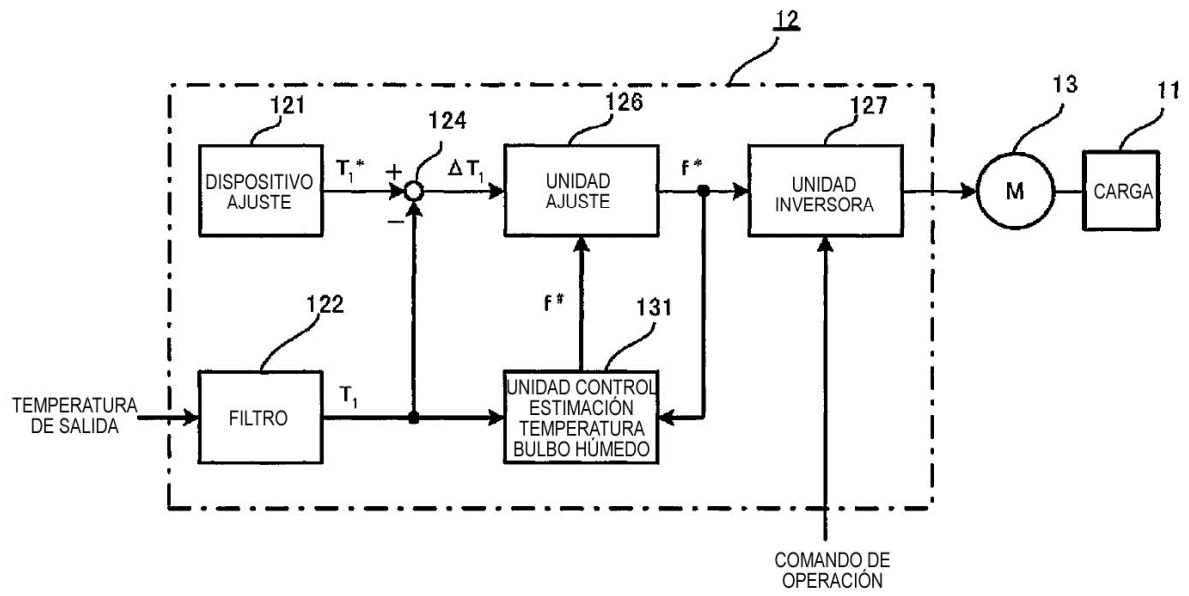 12
121
124
126
127
13
11
DISPOSITIVO
AJUSTE
T₁*
+
−
ΔT₁
UNIDAD
AJUSTE
f*
UNIDAD
INVERSORA
M
CARGA
f#
122
131
TEMPERATURA
DE SALIDA
FILTRO
T₁
UNIDAD CONTROL
ESTIMACIÓN
TEMPERATURA
BULBO HÚMEDO
COMANDO DE
OPERACIÓN